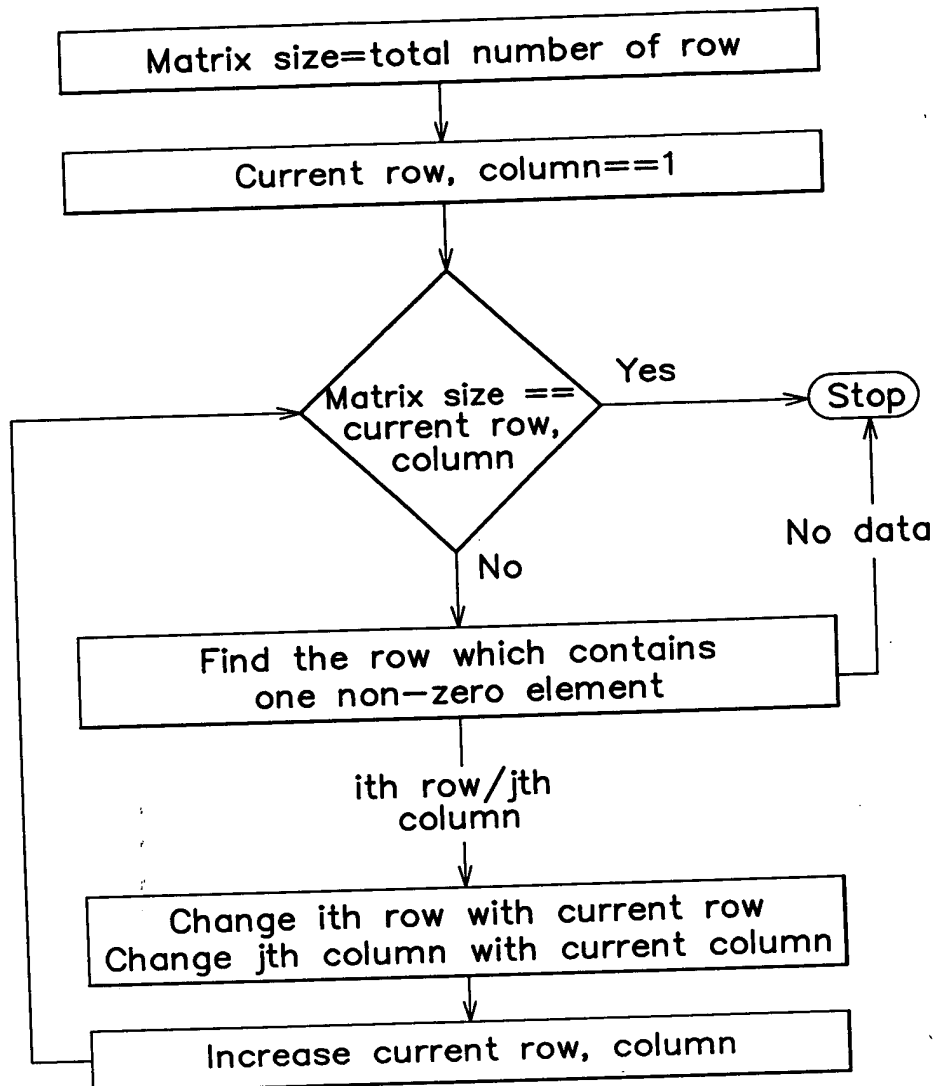 Matrix size=total number of row
Current row, column==1
Matrix size ==
current row,
column
Yes
Stop
No data
No
Find the row which contains
one non-zero element
ith row/jth
column
Change ith row with current row
Change jth column with current column
Increase current row, column